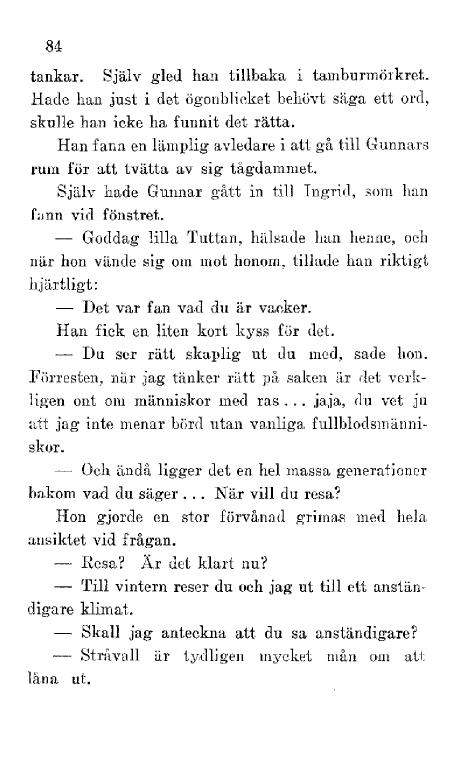 84
tankar. Själv gled han tillbaka i tamburmörkret.
Hade han just i det ögonblicket behövt säga ett ord,
skulle han icke ha funnit det rätta.
Han fann en lämplig avledare i att gå till Gunnars
rum för att tvätta av sig tågdammet.
Själv hade Gunnar gått in till Ingrid, som han
fann vid fönstret.
— Goddag lilla Tuttan, hälsade han henne, och
när hon vände sig om mot honom, tillade han riktigt
hjärtligt:
— Det var fan vad du är vacker.
Han fick en liten kort kyss för det.
— Du ser rätt skaplig ut du med, sade hon.
Förresten, när jag tänker rätt på saken är det verk-
ligen ont om människor med ras... jaja, du vet ju
att jag inte menar börd utan vanliga fullblodsmänni-
skor.
— Och ändå ligger det en hel massa generationer
bakom vad du säger... När vill du resa?
Hon gjorde en stor förvånad grimas med hela
ansiktet vid frågan.
— Resa? Är det klart nu?
— Till vintern reser du och jag ut till ett anstän-
digare klimat.
— Skall jag anteckna att du sa anständigare?
— Stråvall är tydligen mycket mån om att
låna ut.